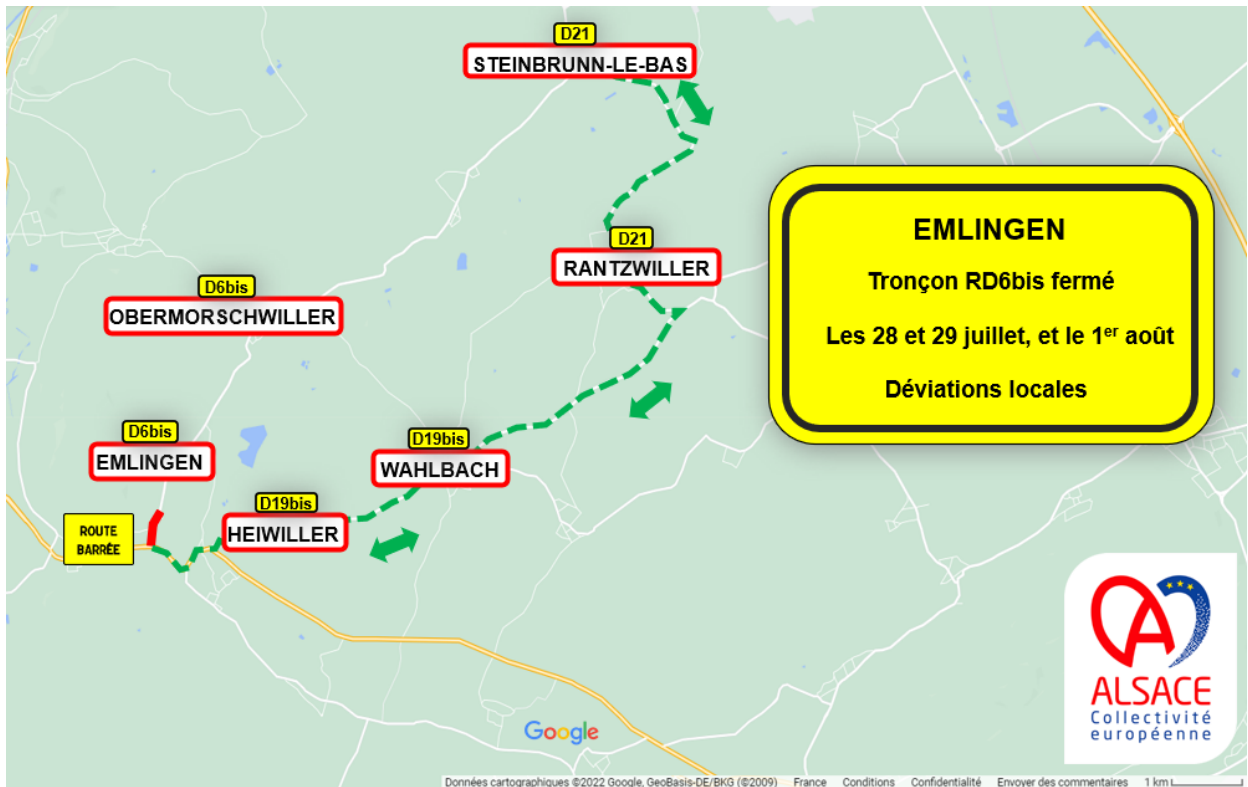 D21
STEINBRUNN-LE-BAS
D21
RANTZWILLER
D6bis
OBERMORSCHWILLER
D6bis
EMLINGEN
D19bis
WAHLBACH
D19bis
HEIWILLER
ROUTE
BARRÉE
EMLINGEN
Tronçon RD6bis fermé
Les 28 et 29 juillet, et le 1er août
Déviations locales
ALSACE
Collectivité
européenne
Google
Données cartographiques ©2022 Google, GeoBasis-DE/BKG (©2009) France Conditions Confidentialité Envoyer des commentaires 1 km